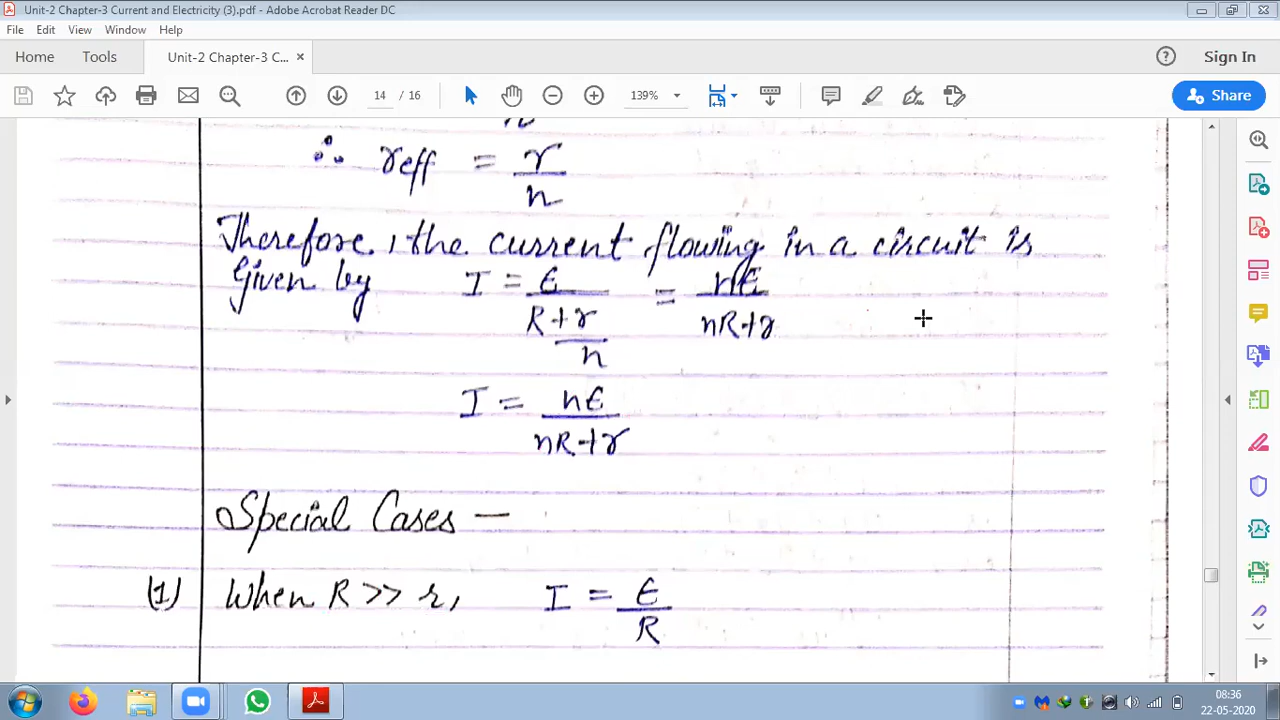 Unit-2 Chapter-3 Current and Electricity (3).pdf - Adobe Acrobat Reader DC
File Edit View Window Help
Home Tools Unit-2 Chapter-3 C... × Sign In
14 / 16 139% Share
n
∴ reff = r/n
Therefore, the current flowing in a circuit is
Given by I = ε/(R+r/n) = nε/(nR+r)
I = nε/(nR+r)
Special Cases —
(1) When R >> r, I = ε/R
08:36
22-05-2020